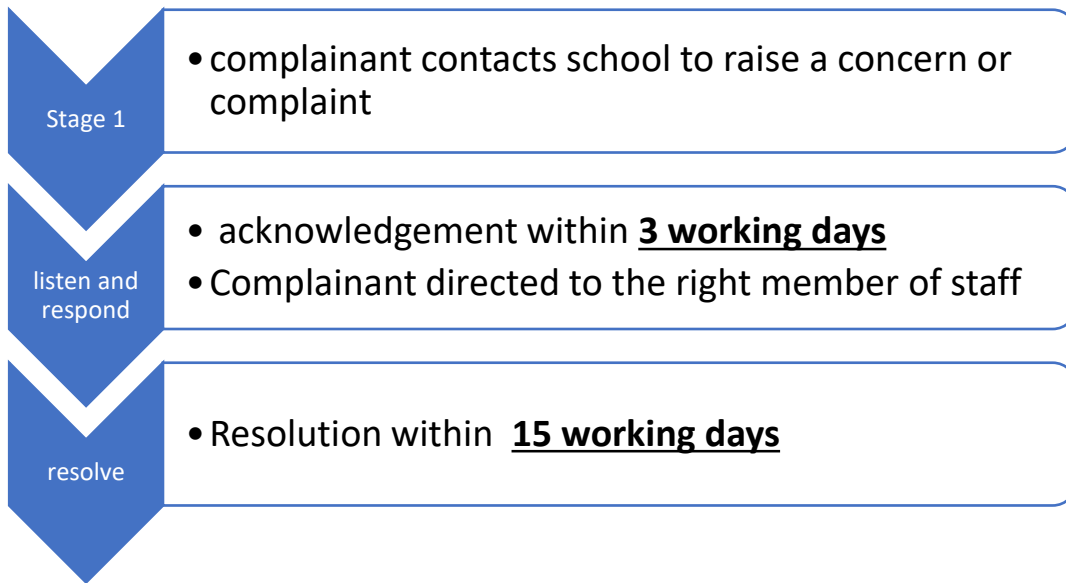 Stage 1
•complainant contacts school to raise a concern or
complaint
listen and
respond
• acknowledgement within 3 working days
•Complainant directed to the right member of staff
resolve
•Resolution within 15 working days